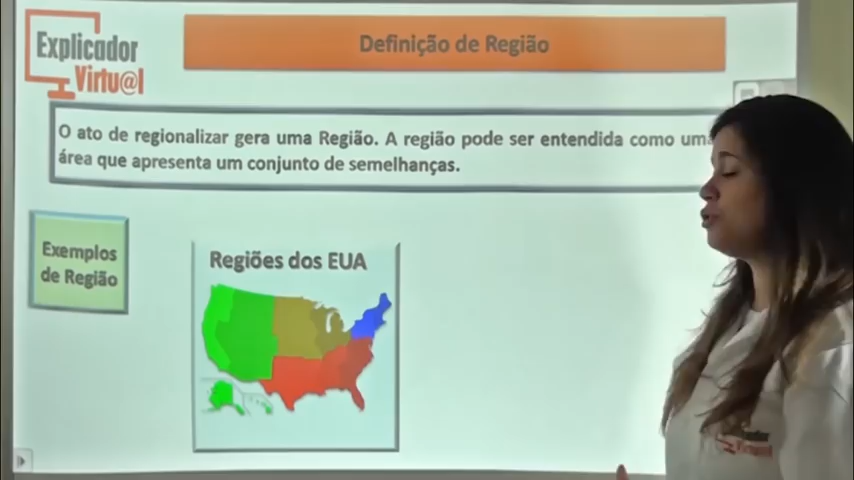 Explicador
Virtu@l
Definição de Região
O ato de regionalizar gera uma Região. A região pode ser entendida como uma
área que apresenta um conjunto de semelhanças.
Exemplos
de Região
Regiões dos EUA
Virtual